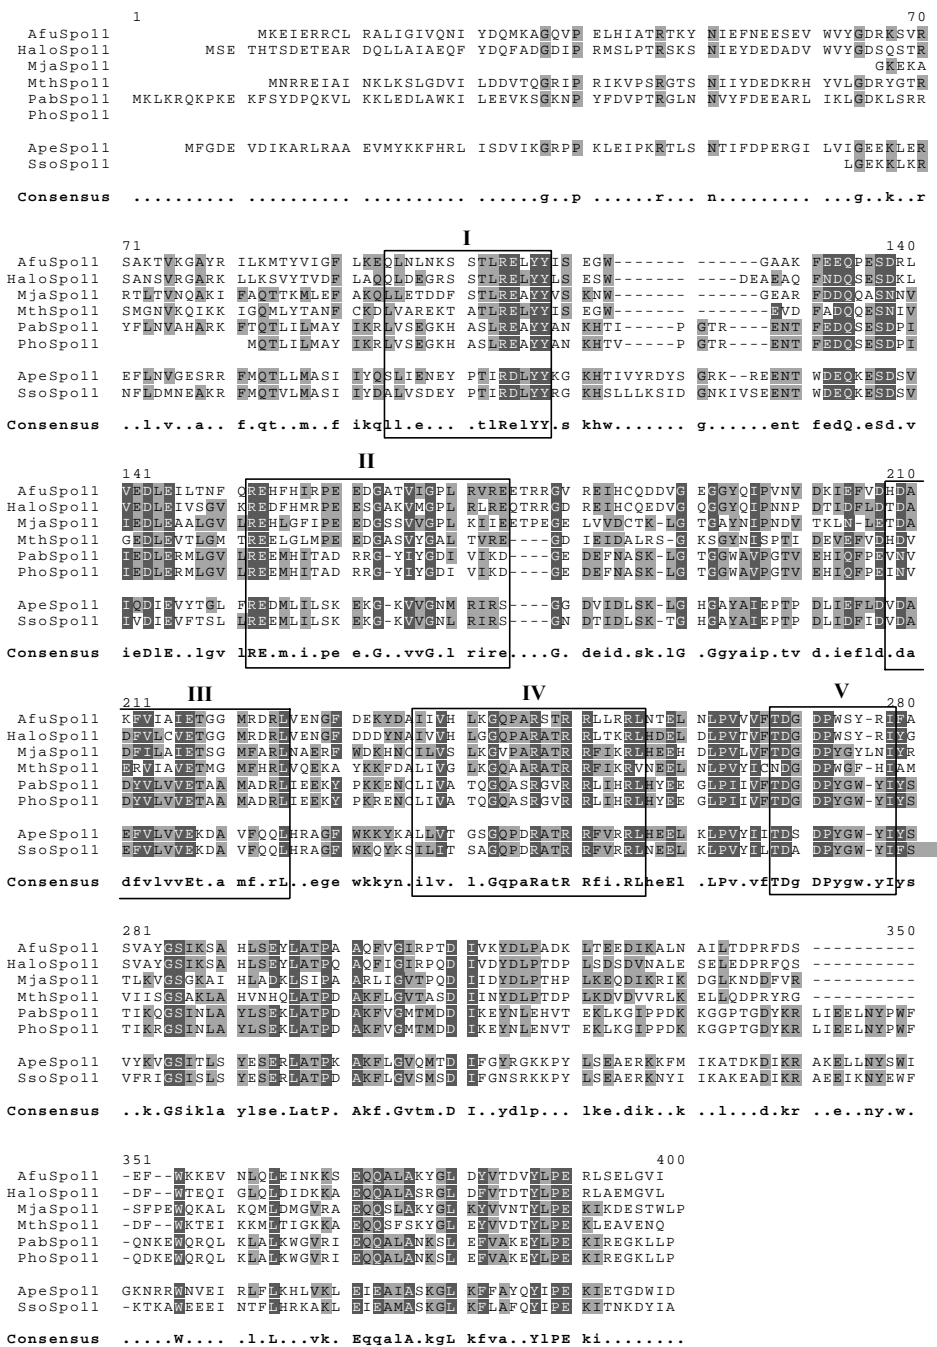 1 70
AfuSpo11 MKEIERRCL RALIGIVQNI YDQMKAGQVP ELHIATRTKY NIEFNEESEV WVYGDRKSVR
HaloSpo11 MSE THTSDETEAR DQLLAIAEQF YDQFADGDIP RMSLPTRSKS NIEYDEDADV WVYGDSQSTR
MjaSpo11 GKEKA
MthSpo11 MNRREIAI NKLKSLGDVI LDDVTQGRIP RIKVPSRGTS NIIYDEDKRH YVLGDRYGTR
PabSpo11 MKLKRQKPKE KFSYDPQKVL KKLEDLAWKI LEEVKSGKNP YFDVPTRGLN NVYFDEEARL IKLGDKLSRR
PhoSpo11
ApeSpo11 MFGDE VDIKARLRAA EVMYKKFHRL ISDVIKGRPP KLEIPKRTLS NTIFDPERGI LVIGEEKLER
SsoSpo11 LGEKKLKR
Consensus .......... .......... .......... ......g..p .....r... n......... ...g..k..r
I
71 140
AfuSpo11 SAKTVKGAYR ILKMTYVIGF LKEQLNLNKS STLRELYYIS EGW------- -----GAAK FEEQPESDRL
HaloSpo11 SANSVRGARK LLKSVYTVDF LAQQLDEGRS STLRELYYLS ESW------- ----DEAEAQ FNDQDESDKL
MjaSpo11 RTLTVNQAKI FAQTTKMLEF AKQLLETDDF STLREAYYVS KNW------- -----GEAR FDDQQASNNV
MthSpo11 SMGNVKQIKK IGQMLYTANF CKDLVAREKT ATLRELYYIS EGW------- ------EVD FADQQESNIV
PabSpo11 YFLNVAHARK FTQTLILMAY IKRLVSEGKH ASLREAYYAN KHTI-----P GTR---ENTF FEDQSESDPI
PhoSpo11 MQTLILMAY IKRLVSEGKH ASLREAYYAN KHTV-----P GTR---ENTF FEDQSESDPI
ApeSpo11 EFLNVGESRR FMQTLLMASI IYQSLIENEY PTIRDLYYKG KHTIVYRDYS GRK--REENT WDEQKESDSV
SsoSpo11 NFLDMNEAKR FMQTVLMASI IYDALVSDEY PTIRDLYYRG KHSLLLKSID GNKIVSEENT WDEQKESDSV
Consensus ..l.v..a.. f.qt..m..f ikqll.e... .tlRelYY.s khw....... g......ent fedQ.eSd.v
II
141 210
AfuSpo11 VEDLEILTNF QREHFHIRPE EDGATVIGPL RVREETRRGV REIHCQDDVG EGGYQIPVNV DKIEFVDHDA
HaloSpo11 IEDLEIVSGV KREDFHMRPE EDGSAKVMGPL RLREQTRRGD REIHCQEDVG QGGYQIPNNP DTIDFLDTDA
MjaSpo11 IEDLEAALGV LREHLGFIPE EDGSSVVGPL KIIEETPEGE LVVDCTK-LG TGAYNIPNDV TKLN-LETDA
MthSpo11 GEDLEVTLGM TREELGLMPE EDGASVYGAL TVRE----GD IEIDALRS-G KSGYNISPTI DEVEFVDHDV
PabSpo11 IEDLERMLGV LREEMHITAD RRG-YIYGDI VIKD----GE DEFNASK-LG TGGWAVPGTV EHIQFPEVNV
PhoSpo11 IEDLERMLGV LREEMHITAD RRG-YIYGDI VIKD----GE DEFNASK-LG TGGWAVPGTV EHIQFPEINV
ApeSpo11 IQDIEVYTGL FREDMLILSK EKG-KVVGNM RIRS----GG DVIDLSK-LG HGAYAIEPTP DLIEFLDVDA
SsoSpo11 IVDIEVFTSL LREEMLILSK EKG-KVVGNL RIRS----GN DTIDLSK-TG HGAYAIEPTP DLIDFIDVDA
Consensus ieDlE..lgv lRE.m.i.pe e.G..vvG.l rire....G. deid.sk.lG .Ggyaip.tv d.iefld.da
III IV V
211 280
AfuSpo11 KFVIAIETGG MRDRLVENGF DEKYDAIIVH LKGQPARSTR RLLRRLNTEL NLPVVVFTDG DPWSY-RIFA
HaloSpo11 DFVLCVETGG MRDRLVENGF DDDYNAIVVH LGGQPARATR RLTKRLHDEL DLPVTVFTDG DPWSY-RIYG
MjaSpo11 DFILAIETSG MFARLNAERF WDKHNCILVS LKGVPARATR RFIKRLHEEH DLPVLVFTDG DPYGYLNIYR
MthSpo11 ERVIAVETMG MFHRLVQEKA YKKFDALIVG LKGQAARATR RFIKRVNEEL NLPVYICNDG DPWGF-HIAM
PabSpo11 DYVLVVETAA MADRLIEEKY PKKENCLIVA TQGQASRGVR RLIHRLHYEE GLPIIVFTDG DPYGW-YIYS
PhoSpo11 DYVLVVETAA MADRLIEEKY PKRENCLIVA TQGQASRGVR RLIHRLHYEE GLPIIVFTDG DPYGW-YIYS
ApeSpo11 EFVLVVEKDA VFQQLHRAGF WKKYKALLVT GSGQPDRATR RFVRRLHEEL KLPVYIITDS DPYGW-YIYS
SsoSpo11 EFVLVVEKDA VFQQLHRAGF WKQYKSILIT SAGQPDRATR RFVRRLNEEL KLPVYILTDA DPYGW-YIFS
Consensus dfvlvvEt.a mf.rL..ege wkkyn.ilv. l.GqpaRatR Rfi.RLheEl .LPv.vfTDgDPygw.yIys
281 350
AfuSpo11 SVAYGSIKSA HLSEYLATPA AQFVGIRPTD IVKYDLPADK LTEEDIKALN AILTDPRFDS ----------
HaloSpo11 SVAYGSIKSA HLSEYLATPQ AQFIGIRPQD IVDYDLPTDP LSDSDVNALE SELEDPRFQS ----------
MjaSpo11 TLKVGSGKAI HLADKLSIPA ARLIGVTPQD IIDYDLPTHP LKEQDIKRIK DGLKNDDFVR ----------
MthSpo11 VIISGSAKLA HVNHQLATPD AKFLGVTASD IINYDLPTDP LKDVDVVRLK ELLQDPRYRG ----------
PabSpo11 TIKQGSINLA YLSEKLATPD AKFVGMTMDD IKEYNLEHVT EKLKGIPPDK KGGPTGDYKR LIEELNYPWF
PhoSpo11 TIKRGSINLA YLSEKLATPD AKFVGMTMDD IKEYNLENVT EKLKGIPPDK KGGPTGDYKR LIEELNYPWF
ApeSpo11 VYKVGSITLS YESERLATPK AKFLGVQMTD IFGYRGKKPY LSEAERKKFM IKATDKDIKR AKELLNYSWI
SsoSpo11 VFRIGSISLS YESERLATPD AKFLGVSMSD IFGNSRKKPY LSEAERKNYI IKAKEADIKR AEEIKNYEWF
Consensus ..k.GSikla ylse.LatP. Akf.Gvtm.D I..ydlp... lke.dik..k ..l...d.kr ..e..ny.w.
351 400
AfuSpo11 -EF--WKKEV NLQLEINKKS EQQALAKYGL DYVTDVYLPE RLSELGVI
HaloSpo11 -DF--WTEQI GLQLDIDKKA EQQALASRGL DFVTDTYLPE RLAEMGVL
MjaSpo11 -SFPEWQKAL KQMLDMGVRA EQQSLAKYGL KYVVNTYLPE KIKDESTWLP
MthSpo11 -DF--WKTEI KKMLTIGKKA EQQSFSKYGL EYVVDTYLPE KLEAVENQ
PabSpo11 -QNKEWQRQL KLALKWGVRI EQQALANKSL EFVAKEYLPE KIREGKLLP
PhoSpo11 -QDKEWQRQL KLALKWGVRI EQQALANKSL EFVAKEYLPE KIREGKLLP
ApeSpo11 GKNRRWNVEI RLFLKHLVKL EIEAIASKGL KFFAYQYIPE KIETGDWID
SsoSpo11 KTKAWEEEI NTFLHRKAKL EIEAMASKGL KFLAFQYIPE KITNKDYIA
Consensus .....W.... .l.L...vk. EqqalA.kgL kfva..YlPE ki........